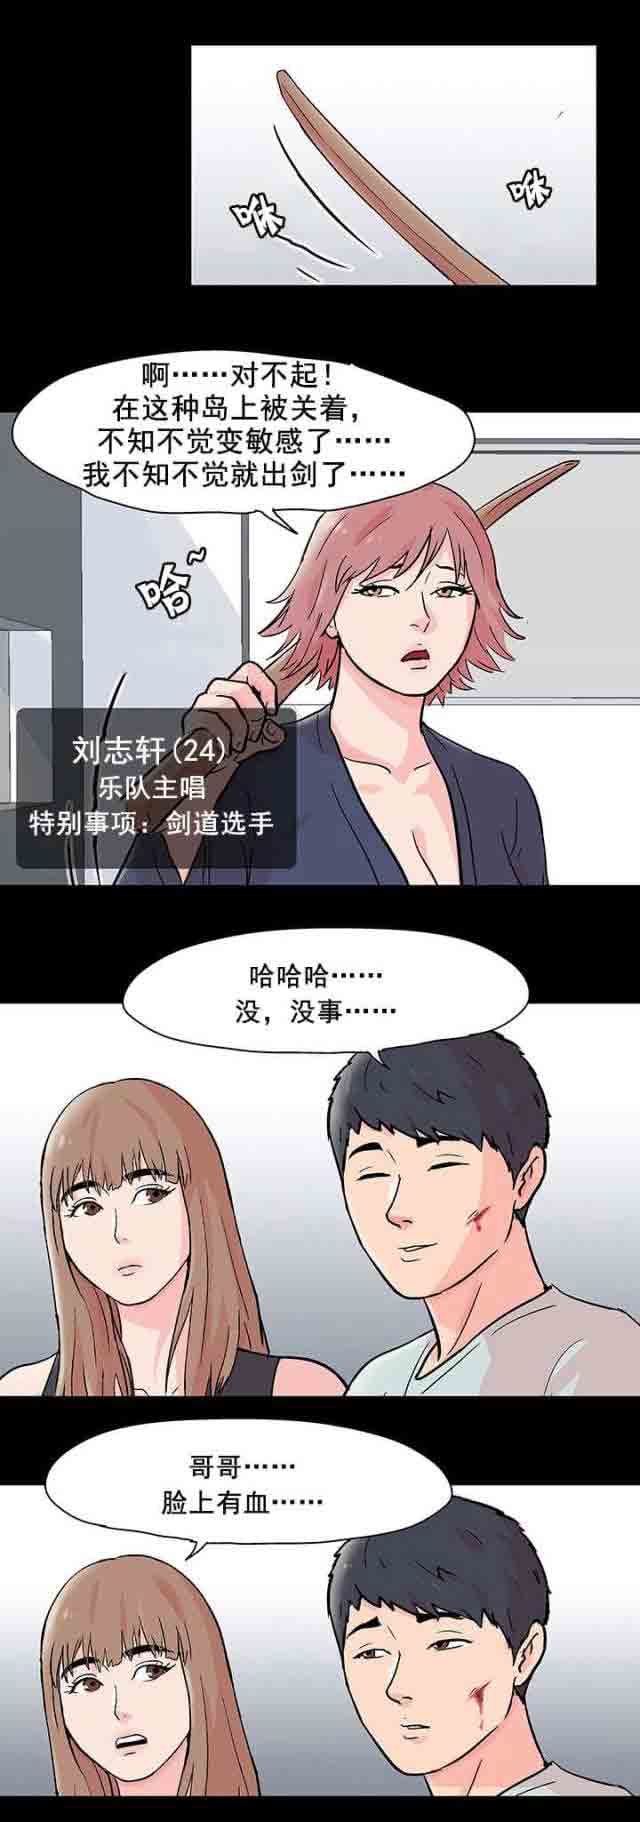 咻
咻
啊……对不起！
在这种岛上被关着，
不知不觉变敏感了……
我不知不觉就出剑了……
哈~
刘志轩(24)
乐队主唱
特别事项：剑道选手
哈哈哈……
没，没事……
哥哥……
脸上有血……